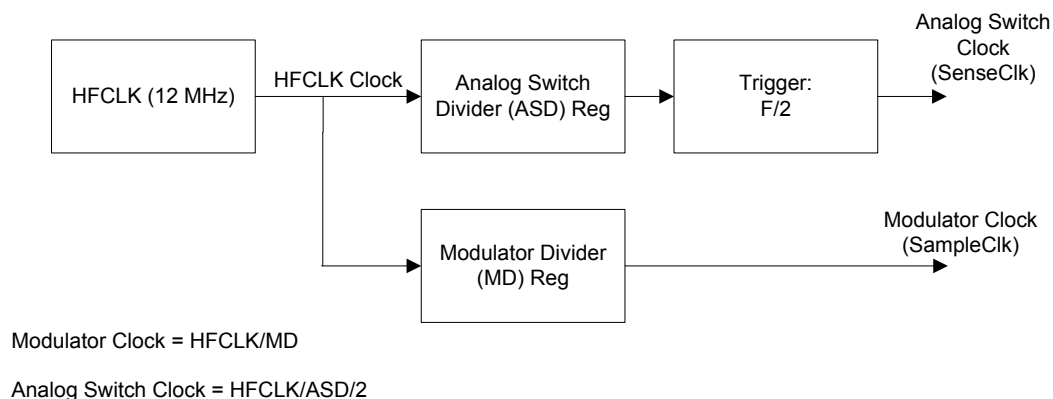 HFCLK (12 MHz)
HFCLK Clock
Analog Switch
Divider (ASD) Reg
Trigger:
F/2
Analog Switch
Clock
(SenseClk)
Modulator Divider
(MD) Reg
Modulator Clock
(SampleClk)
Modulator Clock = HFCLK/MD
Analog Switch Clock = HFCLK/ASD/2